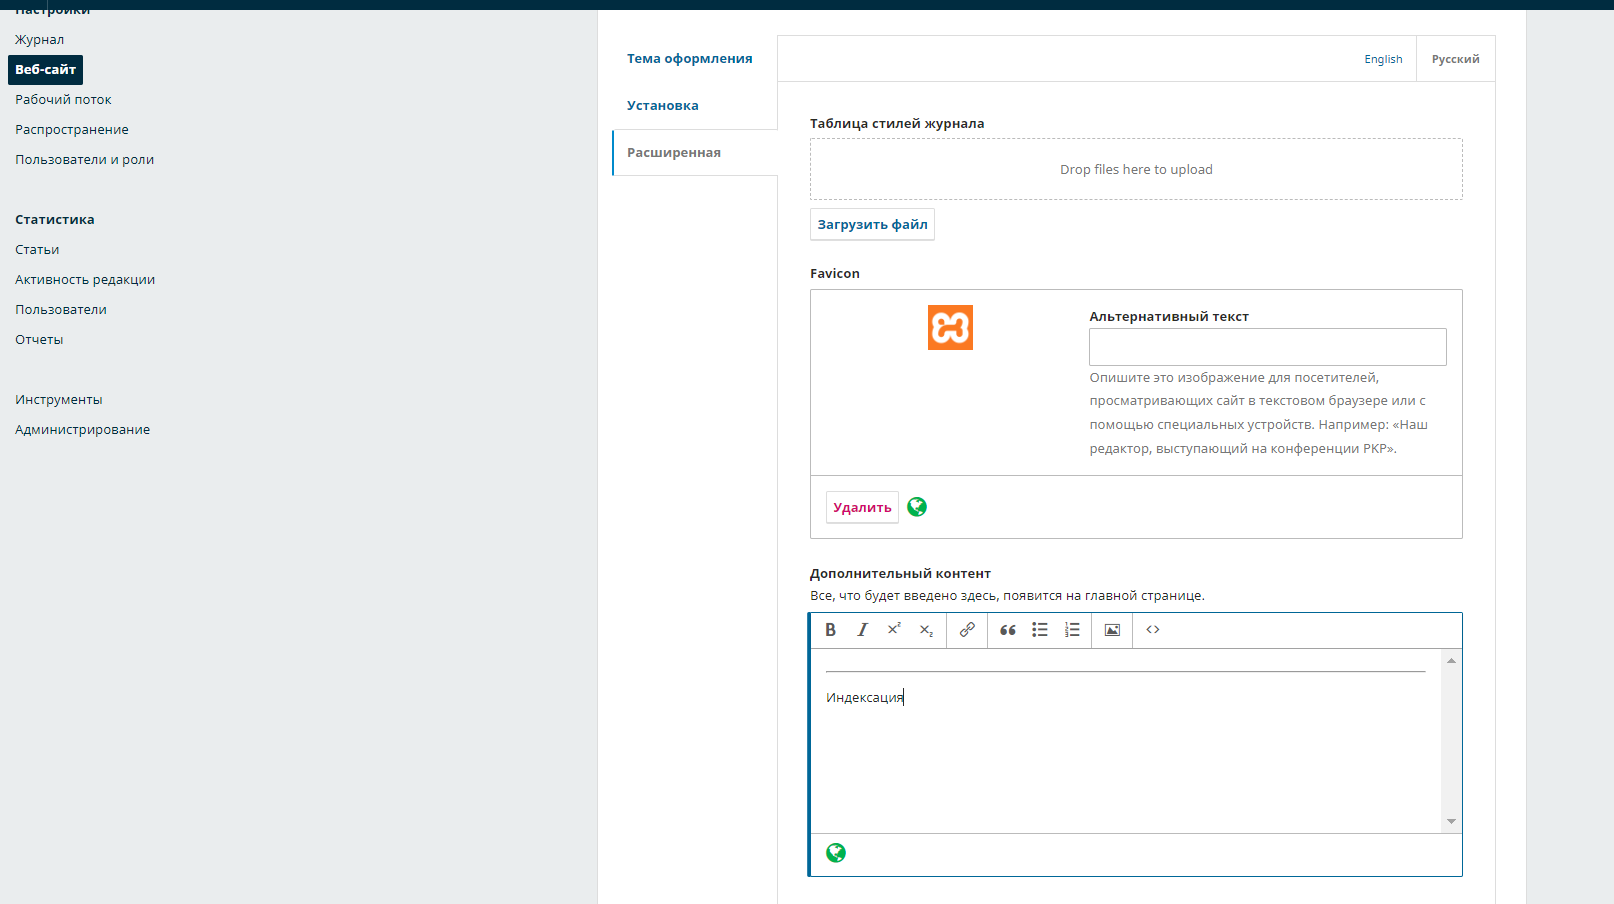 Настройки
Журнал
Веб-сайт
Рабочий поток
Распространение
Пользователи и роли
Статистика
Статьи
Активность редакции
Пользователи
Отчеты
Инструменты
Администрирование
Тема оформления
Установка
Расширенная
English
Русский
Таблица стилей журнала
Drop files here to upload
Загрузить файл
Favicon
Альтернативный текст
Опишите это изображение для посетителей,
просматривающих сайт в текстовом браузере или с
помощью специальных устройств. Например: «Наш
редактор, выступающий на конференции PKP».
Удалить
Дополнительный контент
Все, что будет введено здесь, появится на главной странице.
Индексация